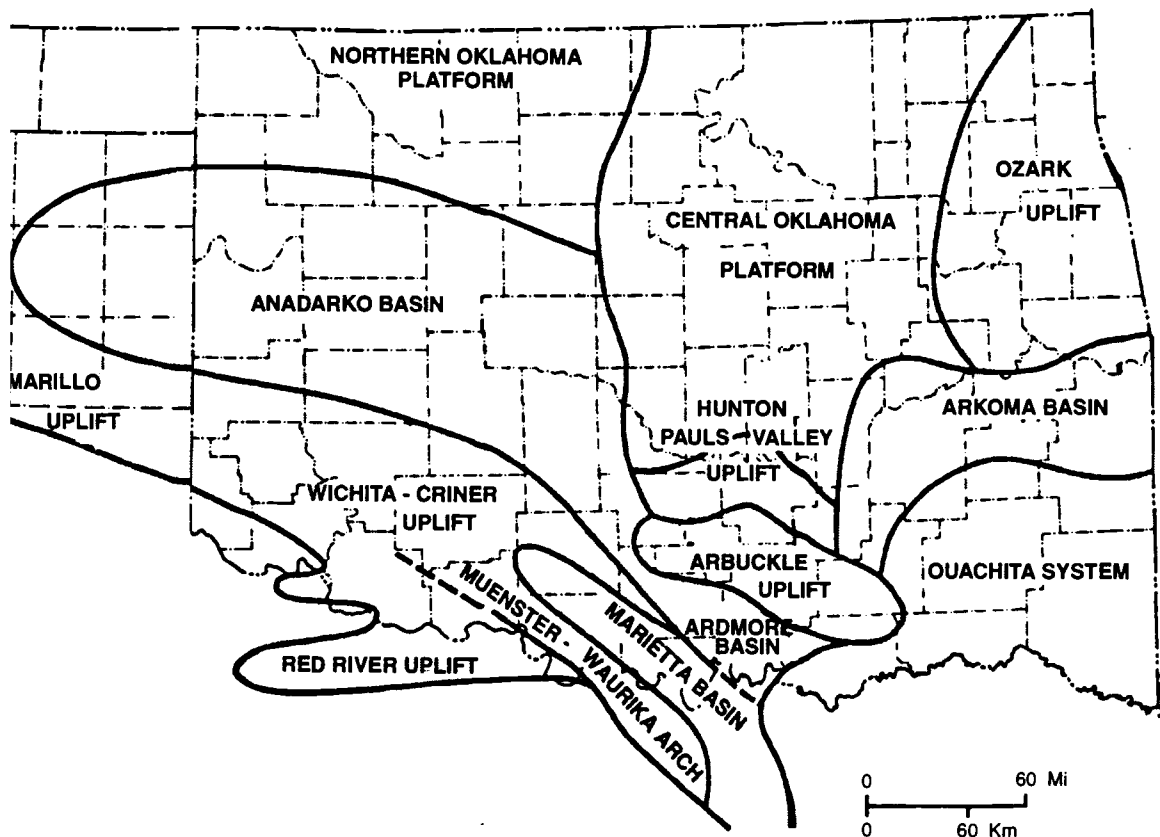 NORTHERN OKLAHOMA
PLATFORM
OZARK
UPLIFT
CENTRAL OKLAHOMA
PLATFORM
ANADARKO BASIN
MARILLO
UPLIFT
HUNTON
PAULS - VALLEY
UPLIFT
ARKOMA BASIN
WICHITA - CRINER
UPLIFT
ARBUCKLE
UPLIFT
OUACHITA SYSTEM
MUENSTER - WAURIKA ARCH
MARIETTA BASIN
ARDMORE
BASIN
RED RIVER UPLIFT
0 60 Mi
0 60 Km